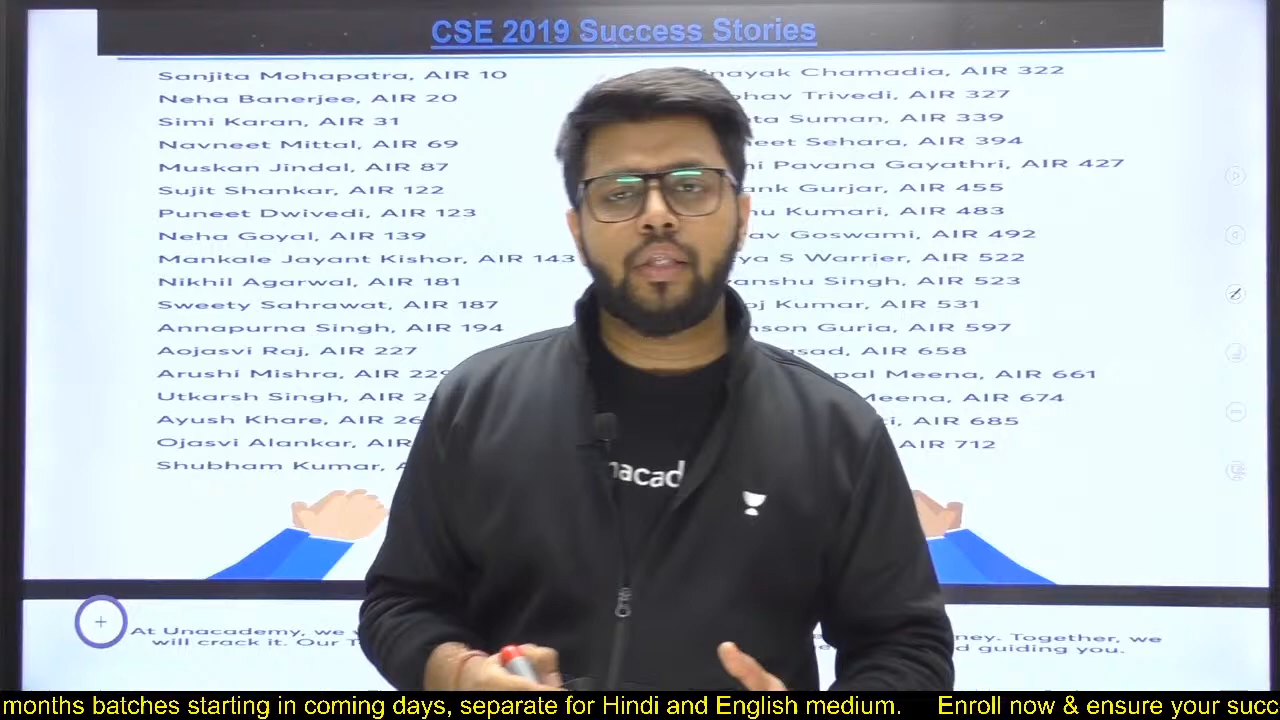 CSE 2019 Success Stories
Sanjita Mohapatra, AIR 10
Neha Banerjee, AIR 20
Simi Karan, AIR 31
Navneet Mittal, AIR 69
Muskan Jindal, AIR 87
Sujit Shankar, AIR 122
Puneet Dwivedi, AIR 123
Neha Goyal, AIR 139
Mankale Jayant Kishor, AIR 143
Nikhil Agarwal, AIR 181
Sweety Sahrawat, AIR 187
Annapurna Singh, AIR 194
Aojasvi Raj, AIR 227
Arushi Mishra, AIR 229
Utkarsh Singh, AIR
Ayush Khare, AIR
Ojasvi Alankar, AIR
Shubham Kumar,
Chamadia, AIR 322
Trivedi, AIR 327
Suman, AIR 339
Sehara, AIR 394
Pavana Gayathri, AIR 427
Gurjar, AIR 455
Kumari, AIR 483
Goswami, AIR 492
S Warrier, AIR 522
Singh, AIR 523
Kumar, AIR 531
Guria, AIR 597
AIR 658
Meena, AIR 661
Meena, AIR 674
AIR 685
AIR 712
nacad
At Unacademy, we
Together, we
will crack it. Our
guiding you.
months batches starting in coming days, separate for Hindi and English medium. Enroll now & ensure your succ